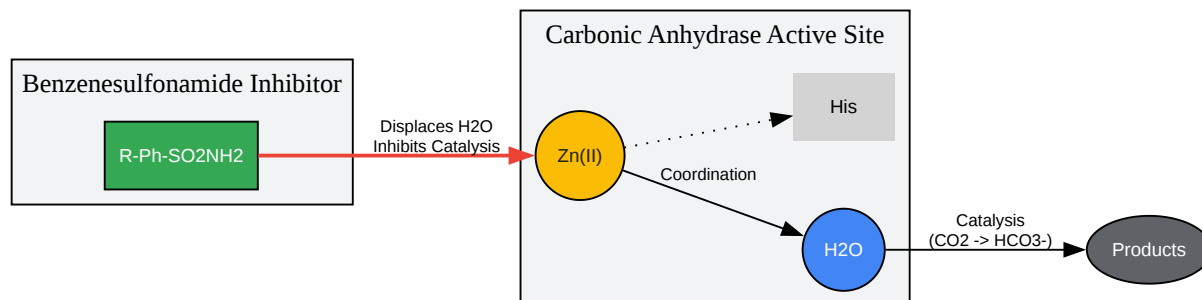 Carbonic Anhydrase Active Site
Benzenesulfonamide Inhibitor
R-Ph-SO2NH2
Displaces H2O
Inhibits Catalysis
Zn(II)
His
Coordination
H2O
Catalysis
(CO2 -> HCO3-)
Products